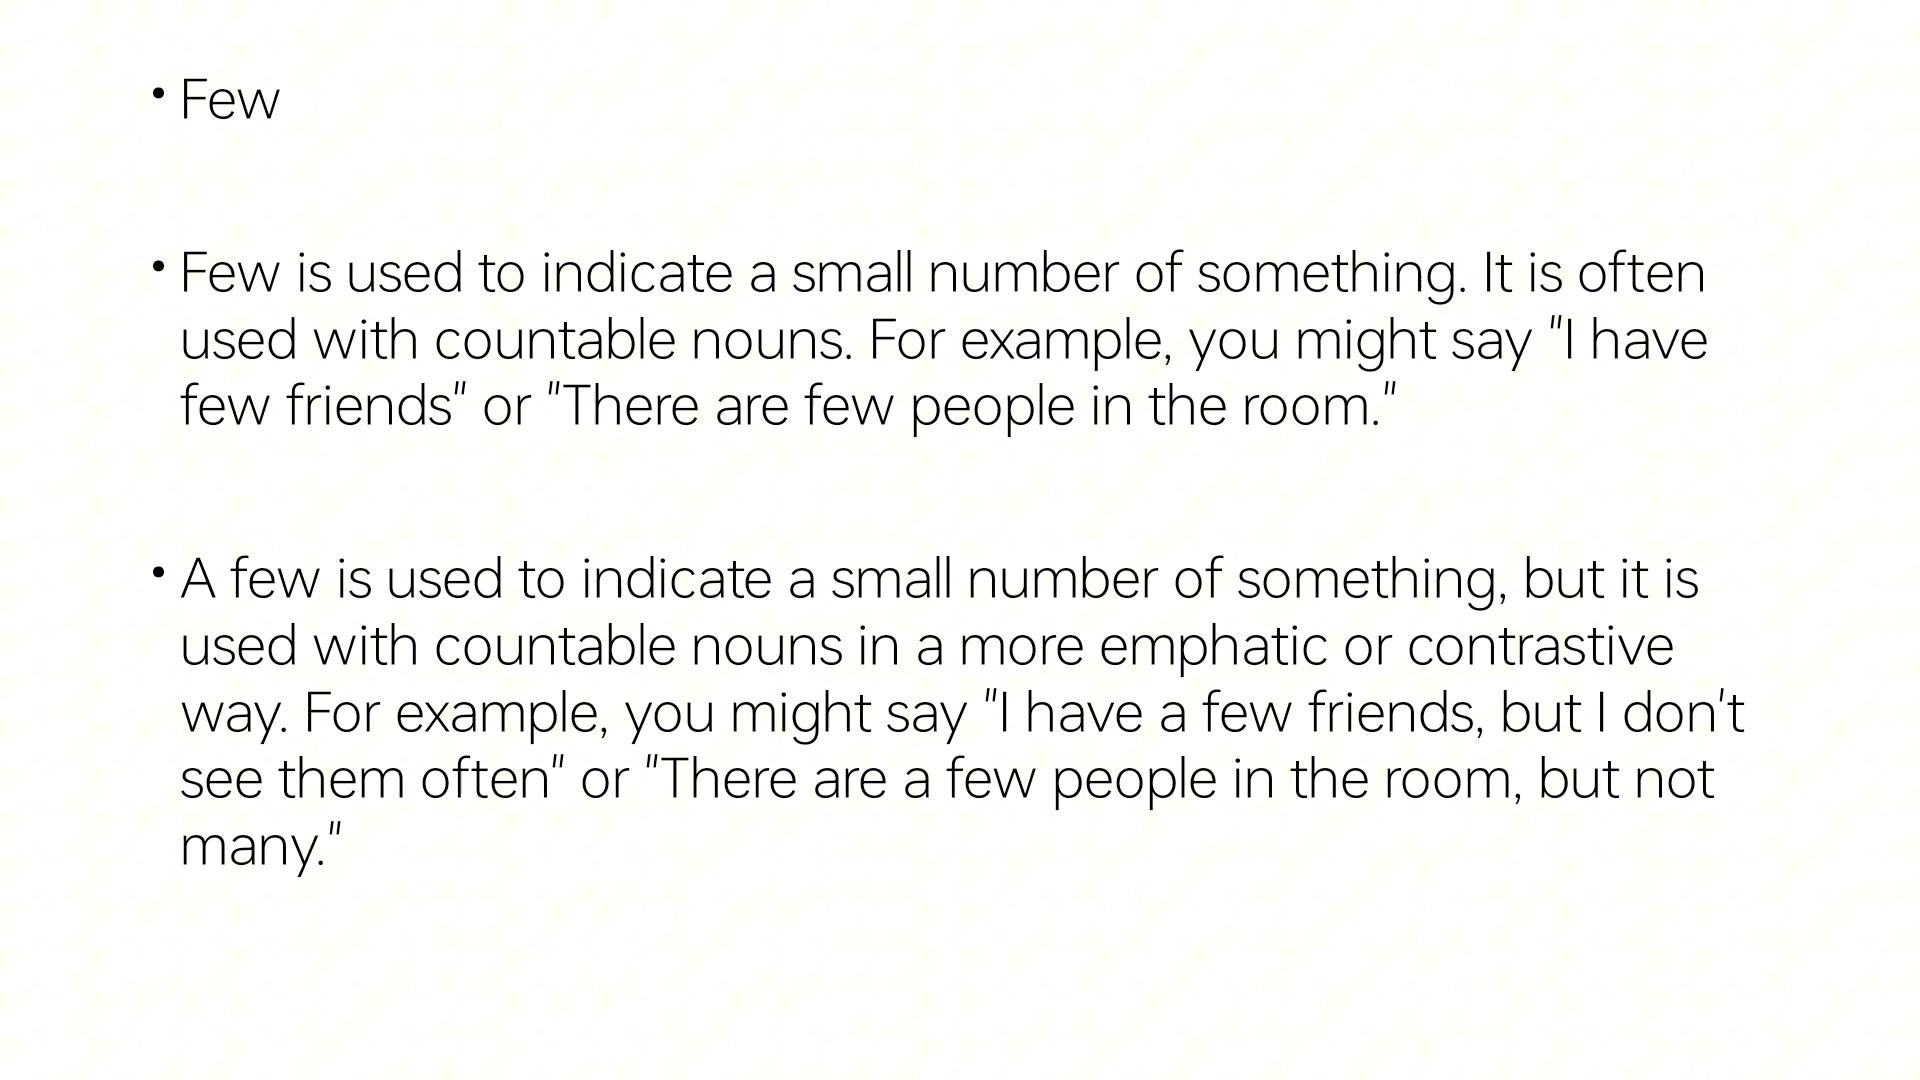 • Few
• Few is used to indicate a small number of something. It is often
used with countable nouns. For example, you might say "I have
few friends" or "There are few people in the room."
• A few is used to indicate a small number of something, but it is
used with countable nouns in a more emphatic or contrastive
way. For example, you might say "I have a few friends, but I don't
see them often" or "There are a few people in the room, but not
many."